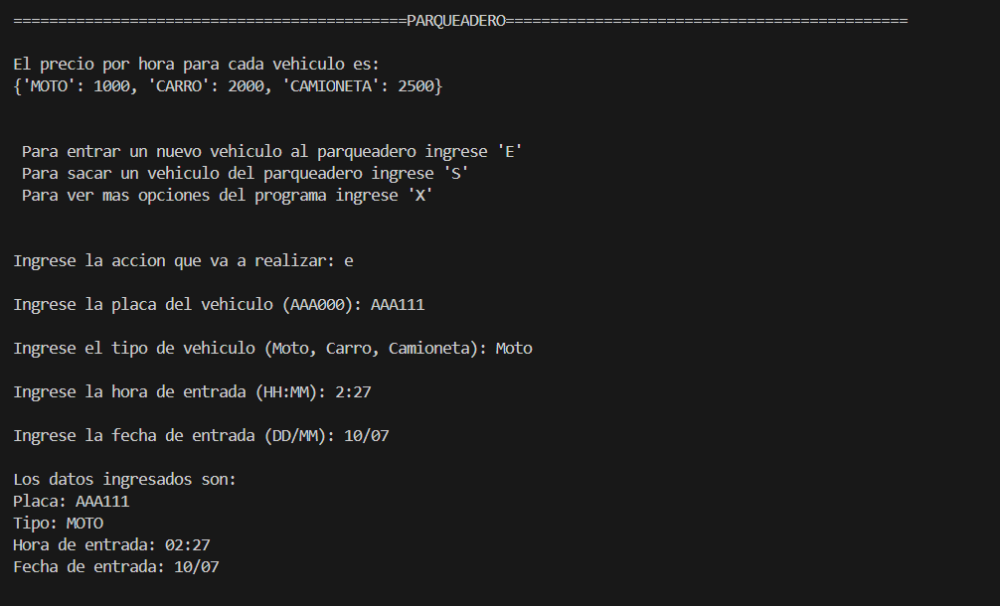 ============================================PARQUEADERO=============================================
El precio por hora para cada vehiculo es:
{'MOTO': 1000, 'CARRO': 2000, 'CAMIONETA': 2500}
Para entrar un nuevo vehiculo al parqueadero ingrese 'E'
Para sacar un vehiculo del parqueadero ingrese 'S'
Para ver mas opciones del programa ingrese 'X'
Ingrese la accion que va a realizar: e
Ingrese la placa del vehiculo (AAA000): AAA111
Ingrese el tipo de vehiculo (Moto, Carro, Camioneta): Moto
Ingrese la hora de entrada (HH:MM): 2:27
Ingrese la fecha de entrada (DD/MM): 10/07
Los datos ingresados son:
Placa: AAA111
Tipo: MOTO
Hora de entrada: 02:27
Fecha de entrada: 10/07